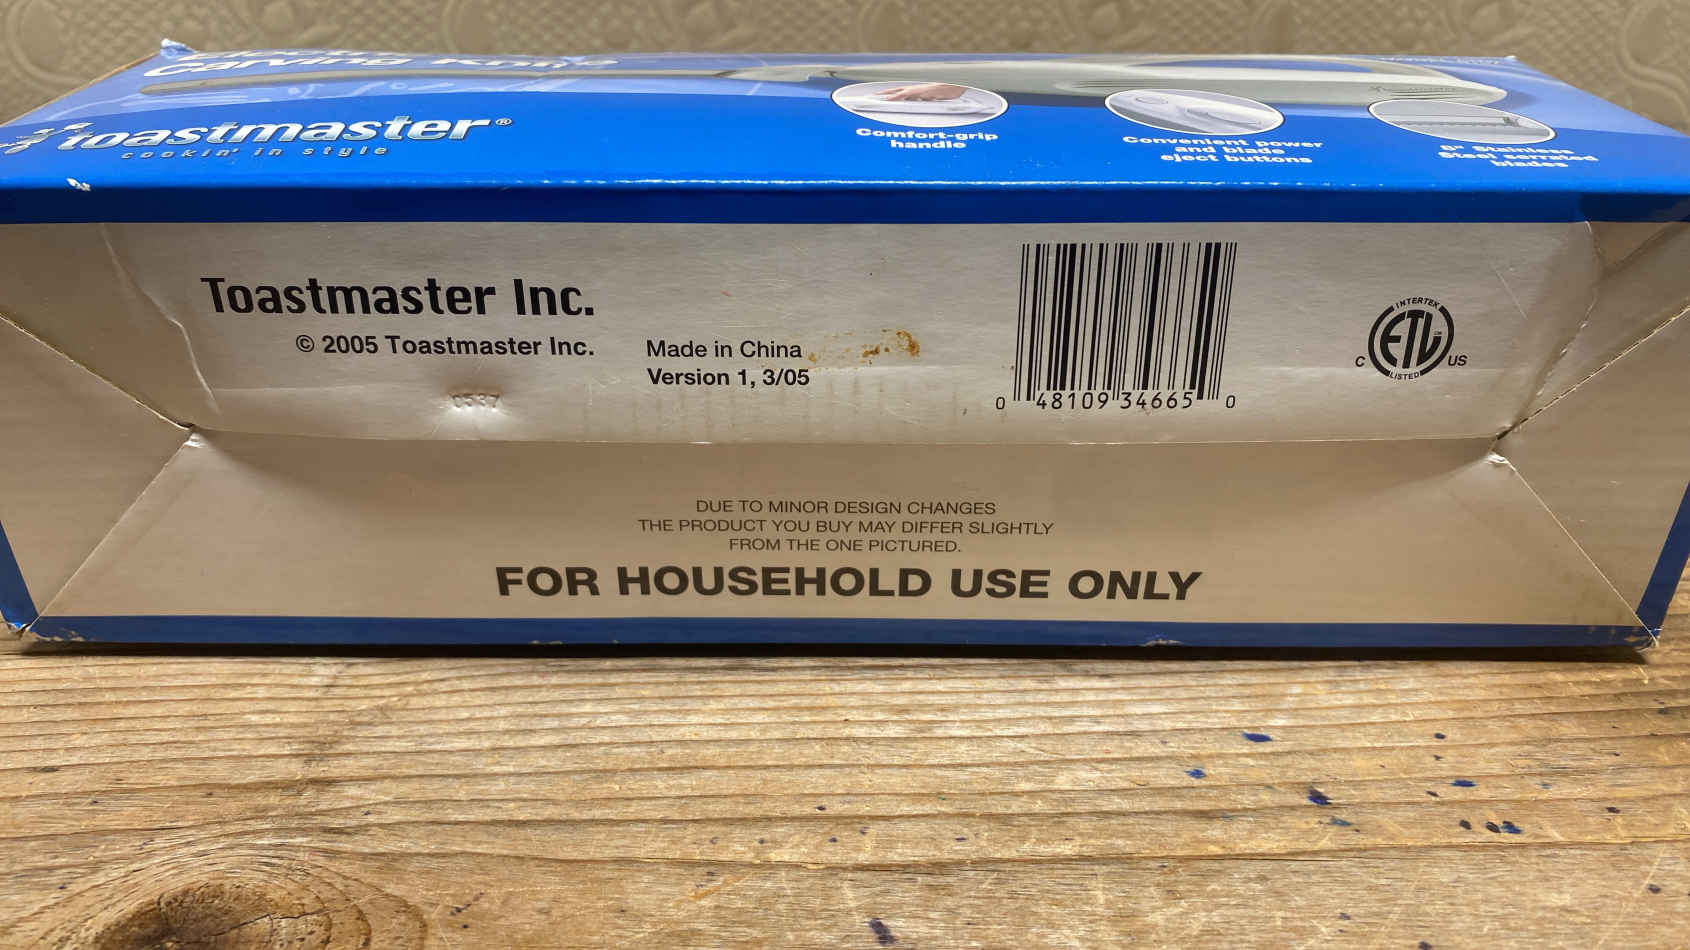 Carving Knife
toastmaster®
cookin' in style
Comfort-grip
handle
Convenient power
and blade
eject buttons
8" Stainless
Steel serrated
blades
Toastmaster Inc.
© 2005 Toastmaster Inc.
Made in China
Version 1, 3/05
0537
0 48109 34665 0
INTERTEK
ETL
C US
LISTED
DUE TO MINOR DESIGN CHANGES
THE PRODUCT YOU BUY MAY DIFFER SLIGHTLY
FROM THE ONE PICTURED.
FOR HOUSEHOLD USE ONLY